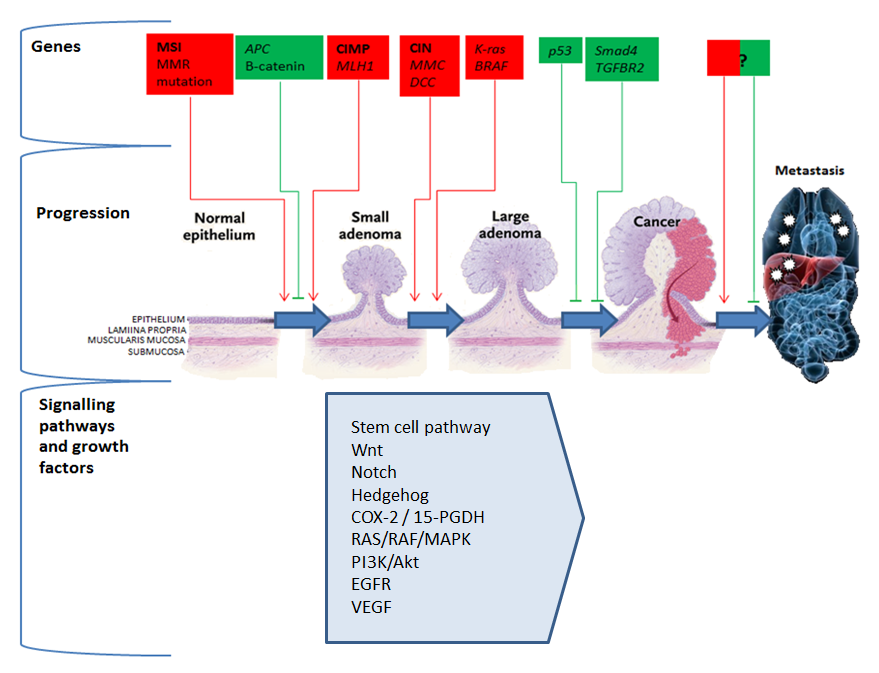 Genes
MSI
MMR
mutation
APC
B-catenin
CIMP
MLH1
CIN
MMC
DCC
K-ras
BRAF
p53
Smad4
TGFBR2
?
Progression
Normal
epithelium
Small
adenoma
Large
adenoma
Cancer
Metastasis
EPITHELIUM
LAMIINA PROPRIA
MUSCULARIS MUCOSA
SUBMUCOSA
Signalling
pathways
and growth
factors
Stem cell pathway
Wnt
Notch
Hedgehog
COX-2 / 15-PGDH
RAS/RAF/MAPK
PI3K/Akt
EGFR
VEGF